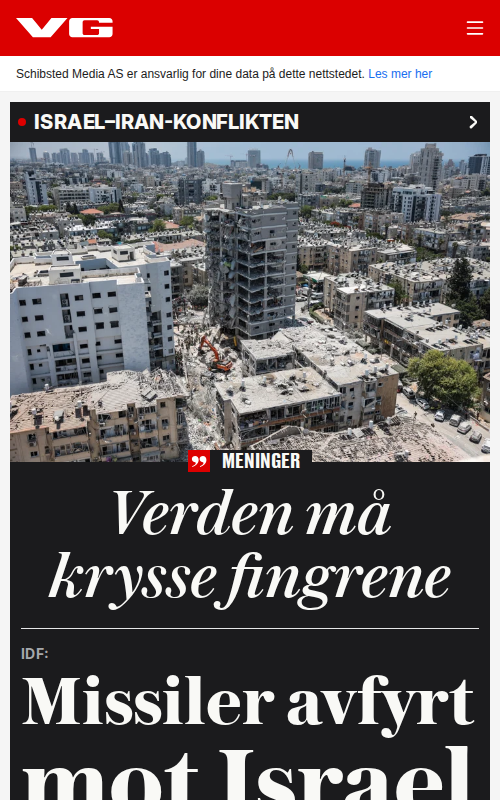 VG
Schibsted Media AS er ansvarlig for dine data på dette nettstedet. Les mer her
ISRAEL–IRAN-KONFLIKTEN
MENINGER
Verden må
krysse fingrene
IDF:
Missiler avfyrt
mot Israel